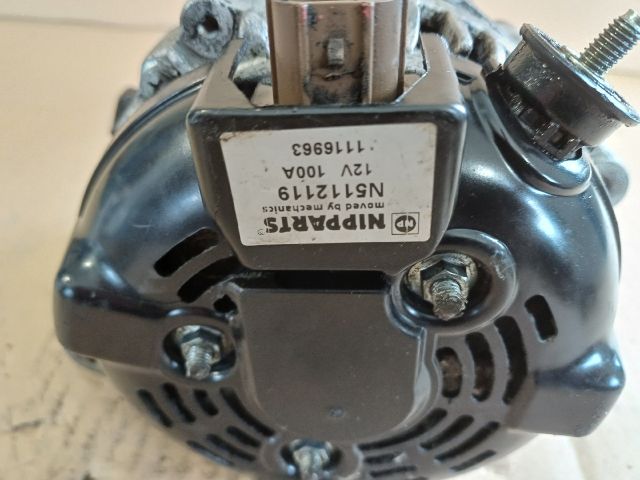 NIPPARTS
moved by mechanics
N5112119
12V 100A
1116963